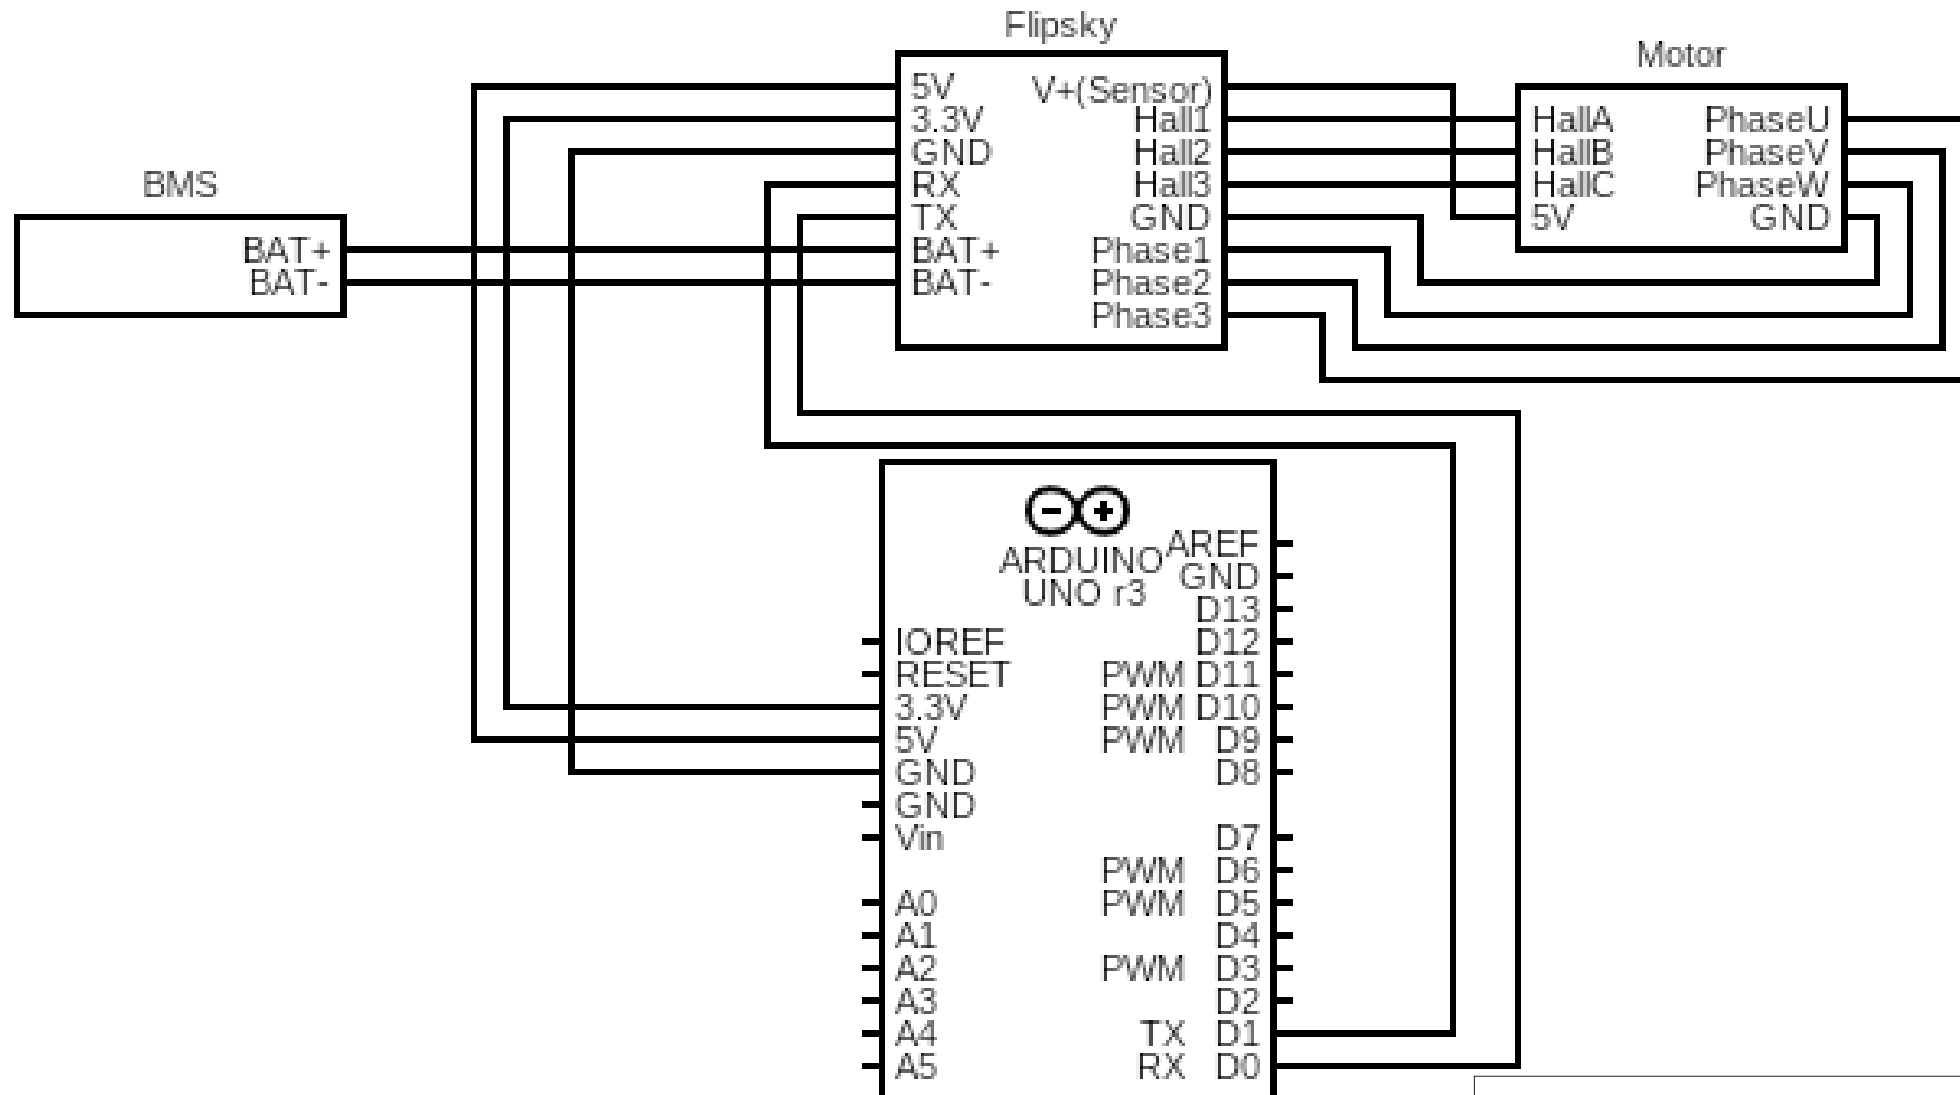 Flipsky
5V
3.3V
GND
RX
TX
BAT+
BAT-
V+(Sensor)
Hall1
Hall2
Hall3
GND
Phase1
Phase2
Phase3
Motor
HallA
HallB
HallC
5V
PhaseU
PhaseV
PhaseW
GND
BMS
BAT+
BAT-
ARDUINO
UNO r3
IOREF
RESET
3.3V
5V
GND
GND
Vin
A0
A1
A2
A3
A4
A5
AREF
GND
D13
D12
PWM D11
PWM D10
PWM D9
D8
D7
PWM D6
PWM D5
D4
PWM D3
D2
TX D1
RX D0